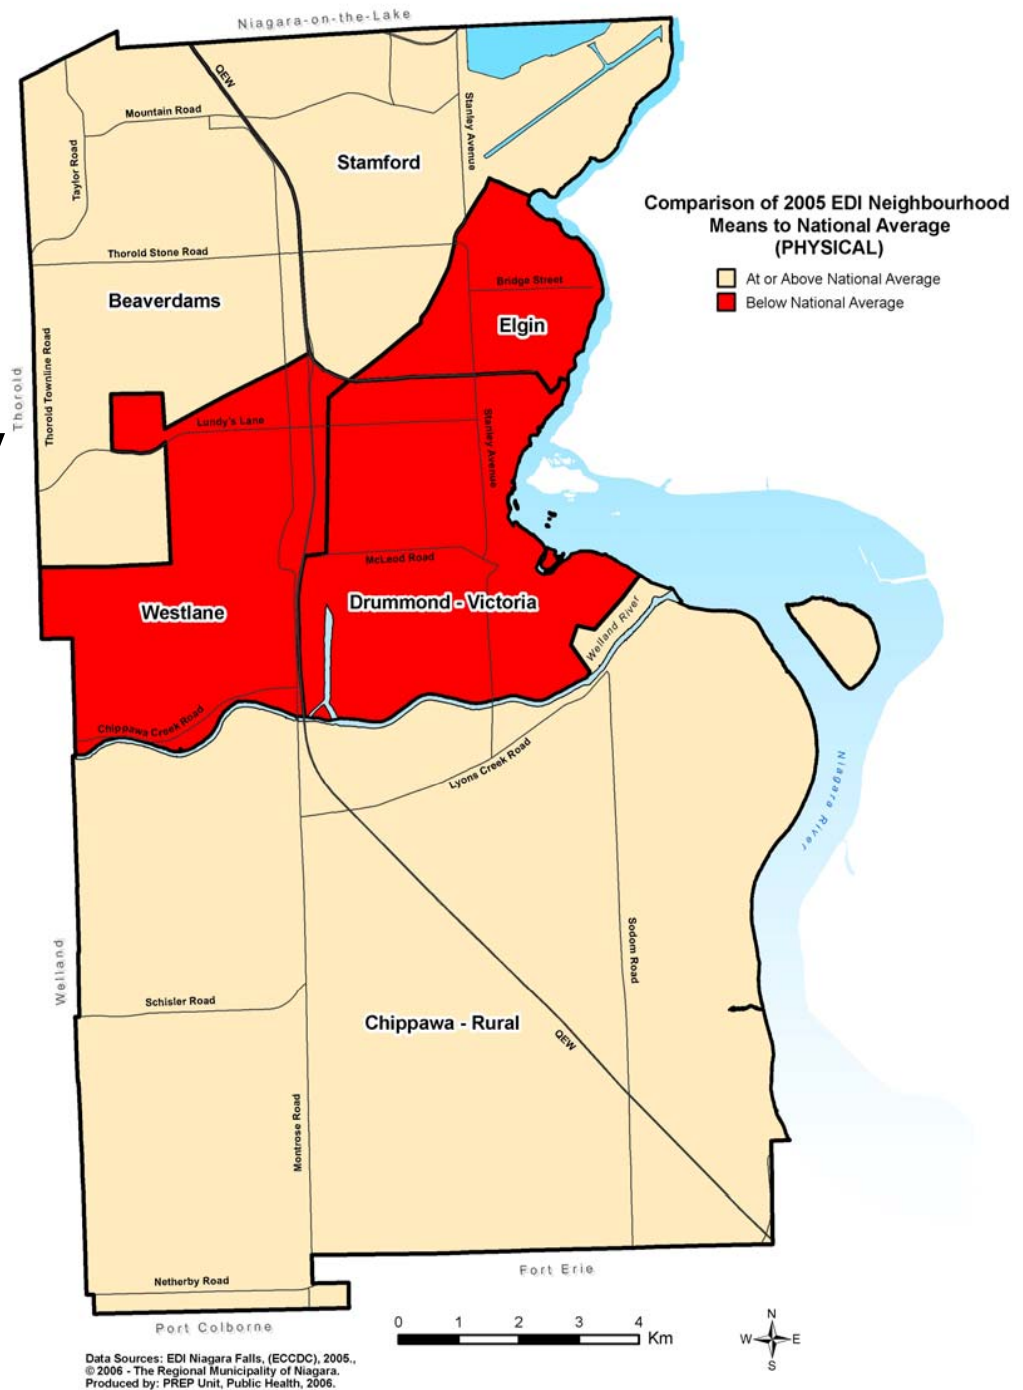 Niagara-on-the-Lake
QEW
Mountain Road
Stanley Avenue
Taylor Road
Stamford
Comparison of 2005 EDI Neighbourhood
Means to National Average
(PHYSICAL)
At or Above National Average
Below National Average
Thorold Stone Road
Beaverdams
Bridge Street
Elgin
Thorold
Thorold Townline Road
Lundy's Lane
Stanley Avenue
McLeod Road
Westlane
Drummond - Victoria
Welland River
Chippawa Creek Road
Lyons Creek Road
Niagara River
Welland
Sodom Road
Schisler Road
Chippawa - Rural
QEW
Montrose Road
Fort Erie
Netherby Road
Port Colborne
0 1 2 3 4
Km
N
W E
S
Data Sources: EDI Niagara Falls, (ECCDC), 2005.,
© 2006 - The Regional Municipality of Niagara.
Produced by: PREP Unit, Public Health, 2006.